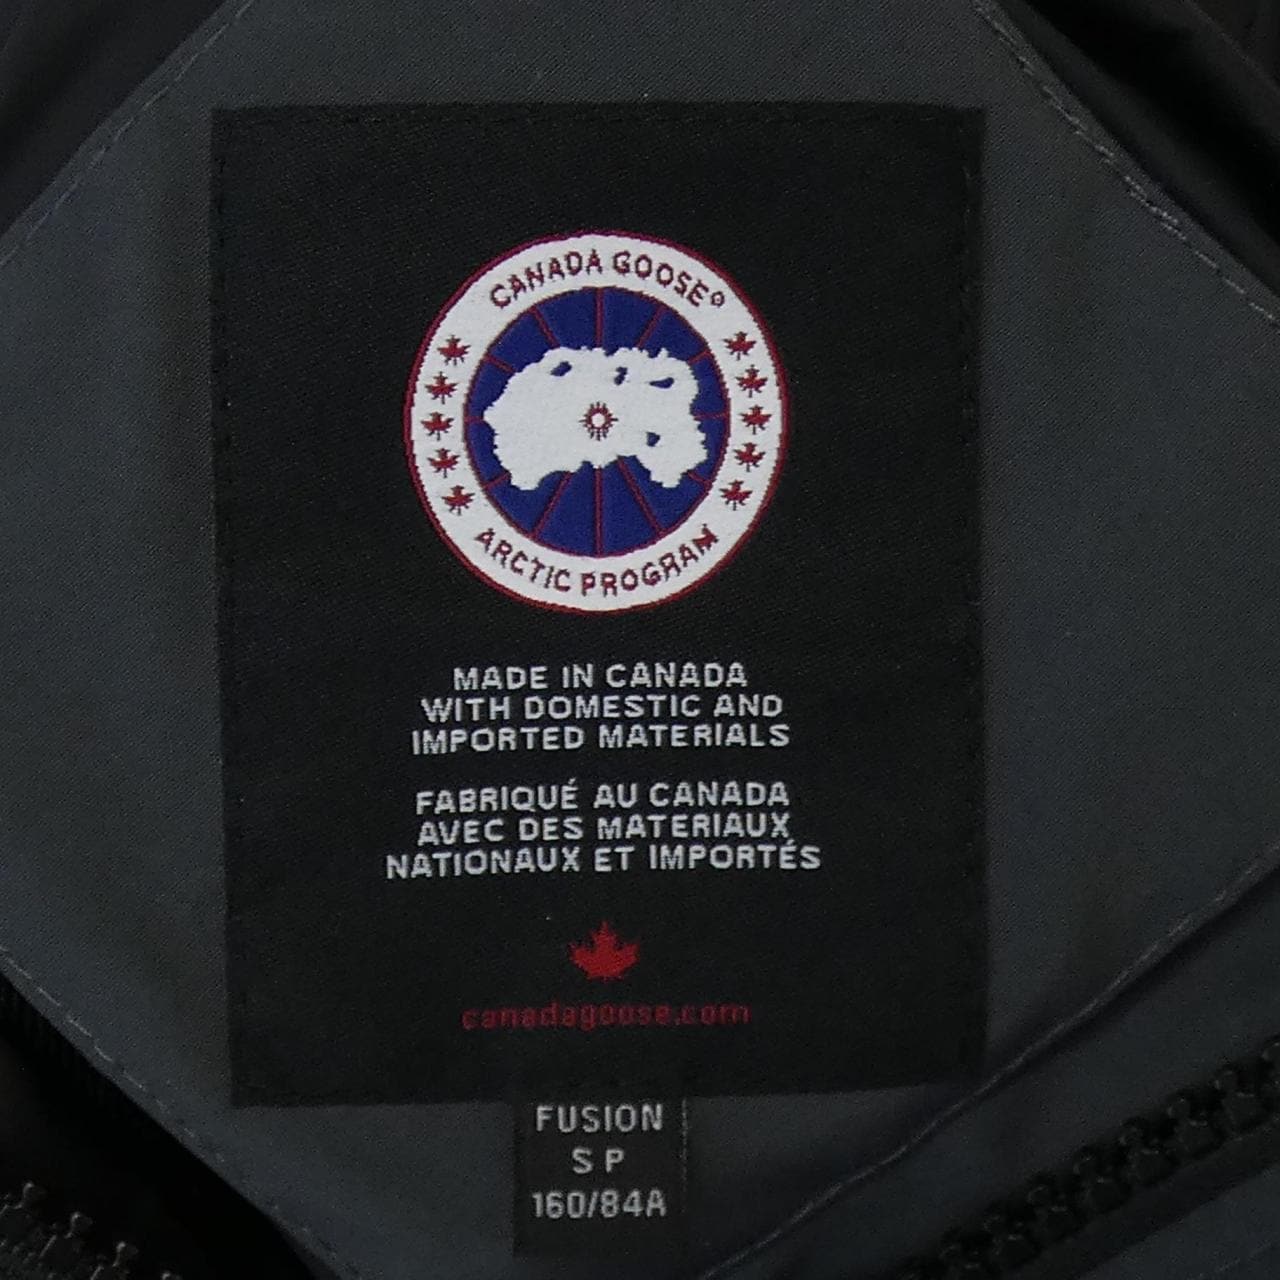 CANADA GOOSE®
ARCTIC PROGRAM
MADE IN CANADA
WITH DOMESTIC AND
IMPORTED MATERIALS
FABRIQUÉ AU CANADA
AVEC DES MATERIAUX
NATIONAUX ET IMPORTÉS
canadagoose.com
FUSION
S P
160/84A